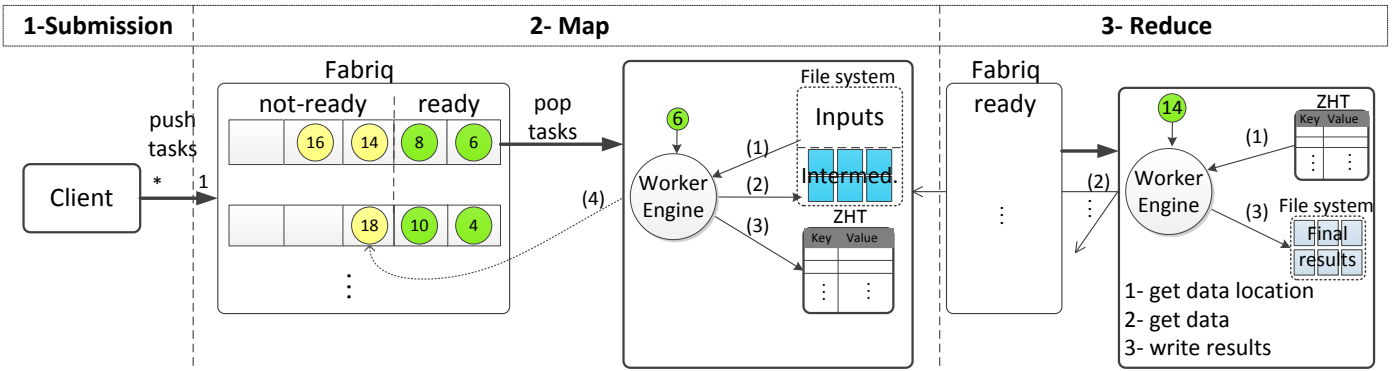 1-Submission
2- Map
3- Reduce
push
tasks
*
1
Client
Fabriq
not-ready
ready
16
14
8
6
18
10
4
⋮
pop
tasks
(4)
6
Worker
Engine
(1)
(2)
(3)
File system
Inputs
Intermed.
ZHT
Key Value
⋮ ⋮
Fabriq
ready
⋮
(2)
⋮
14
Worker
Engine
(1)
(3)
ZHT
Key Value
⋮ ⋮
File system
Final
results
1- get data location
2- get data
3- write results